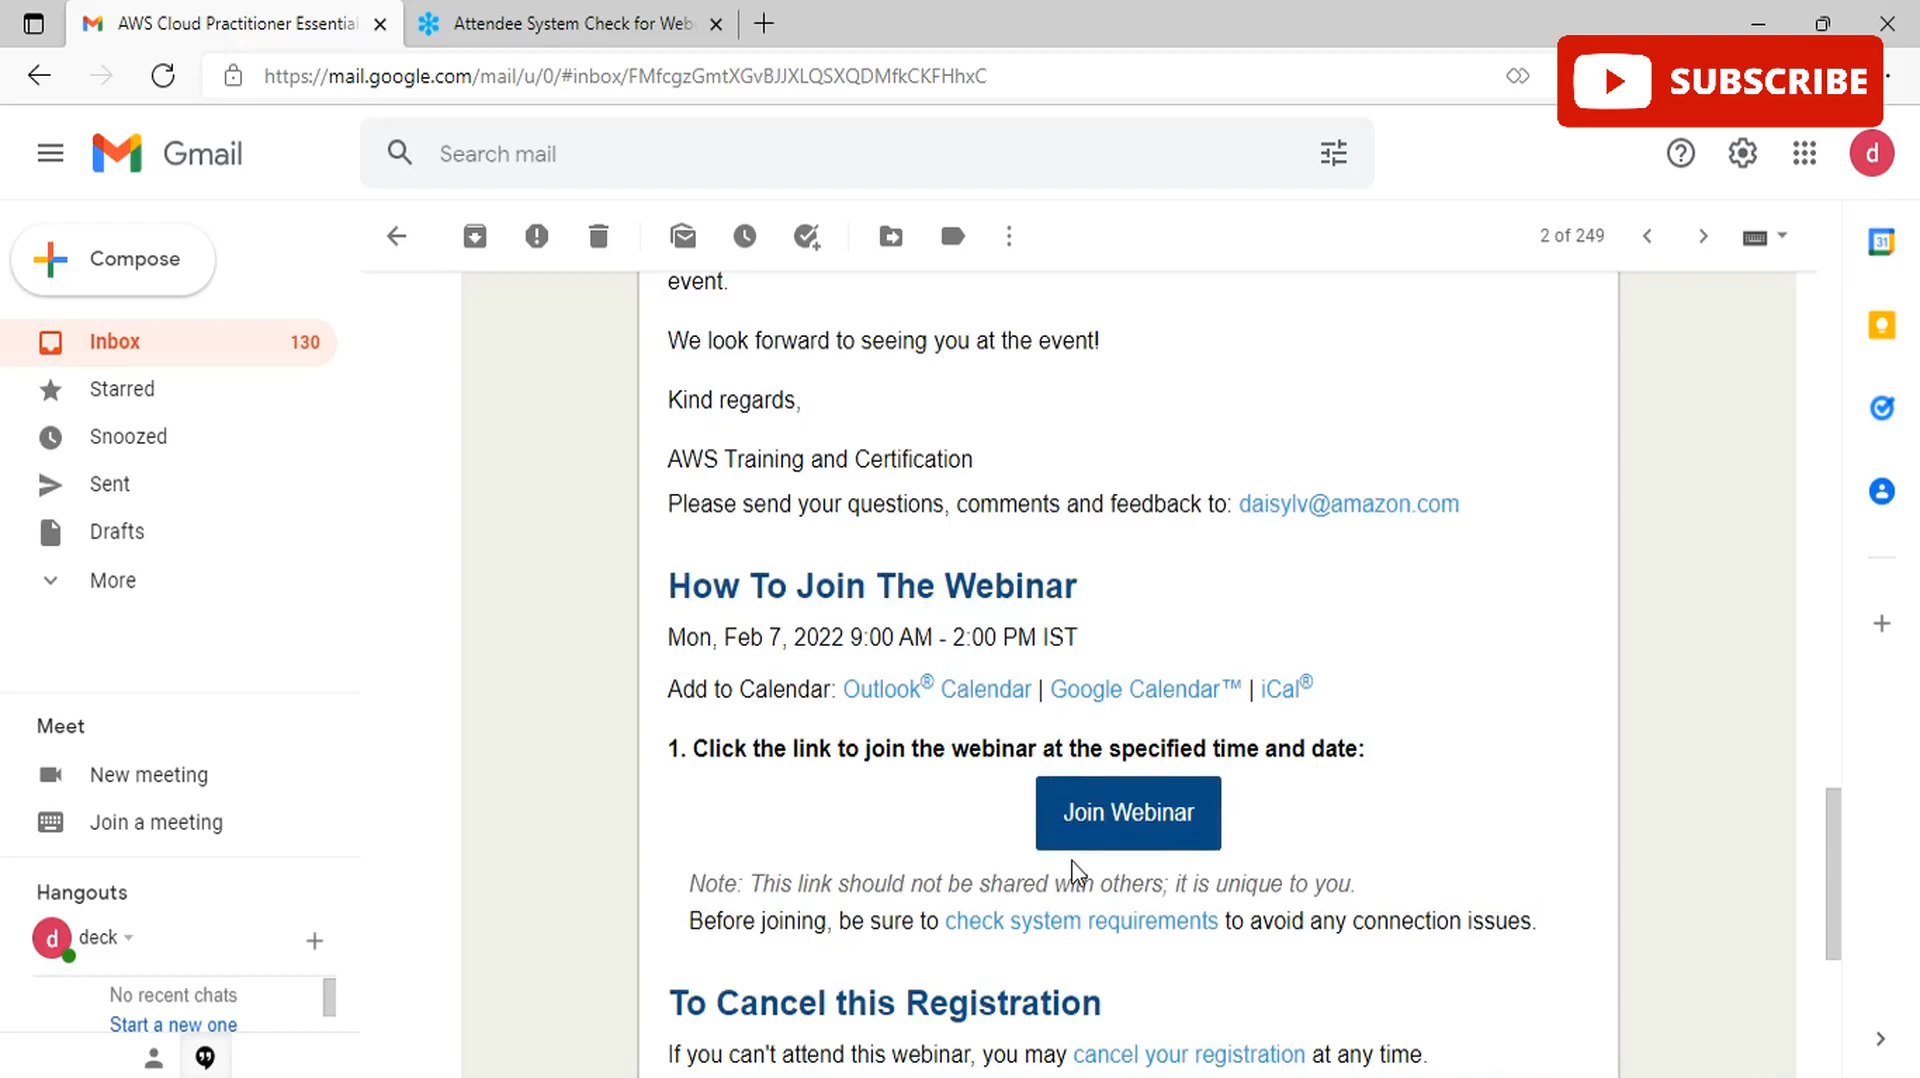 AWS Cloud Practitioner Essential
Attendee System Check for Web
https://mail.google.com/mail/u/0/#inbox/FMfcgzGmtXGvBJJXLQSXQDMfkCKFHhxC
SUBSCRIBE
Gmail
Search mail
d
Compose
2 of 249
31
Inbox 130
Starred
Snoozed
Sent
Drafts
More
Meet
New meeting
Join a meeting
Hangouts
d deck
No recent chats
Start a new one
event.
We look forward to seeing you at the event!
Kind regards,
AWS Training and Certification
Please send your questions, comments and feedback to: daisylv@amazon.com
How To Join The Webinar
Mon, Feb 7, 2022 9:00 AM - 2:00 PM IST
Add to Calendar: Outlook® Calendar | Google Calendar™ | iCal®
1. Click the link to join the webinar at the specified time and date:
Join Webinar
Note: This link should not be shared with others; it is unique to you.
Before joining, be sure to check system requirements to avoid any connection issues.
To Cancel this Registration
If you can't attend this webinar, you may cancel your registration at any time.